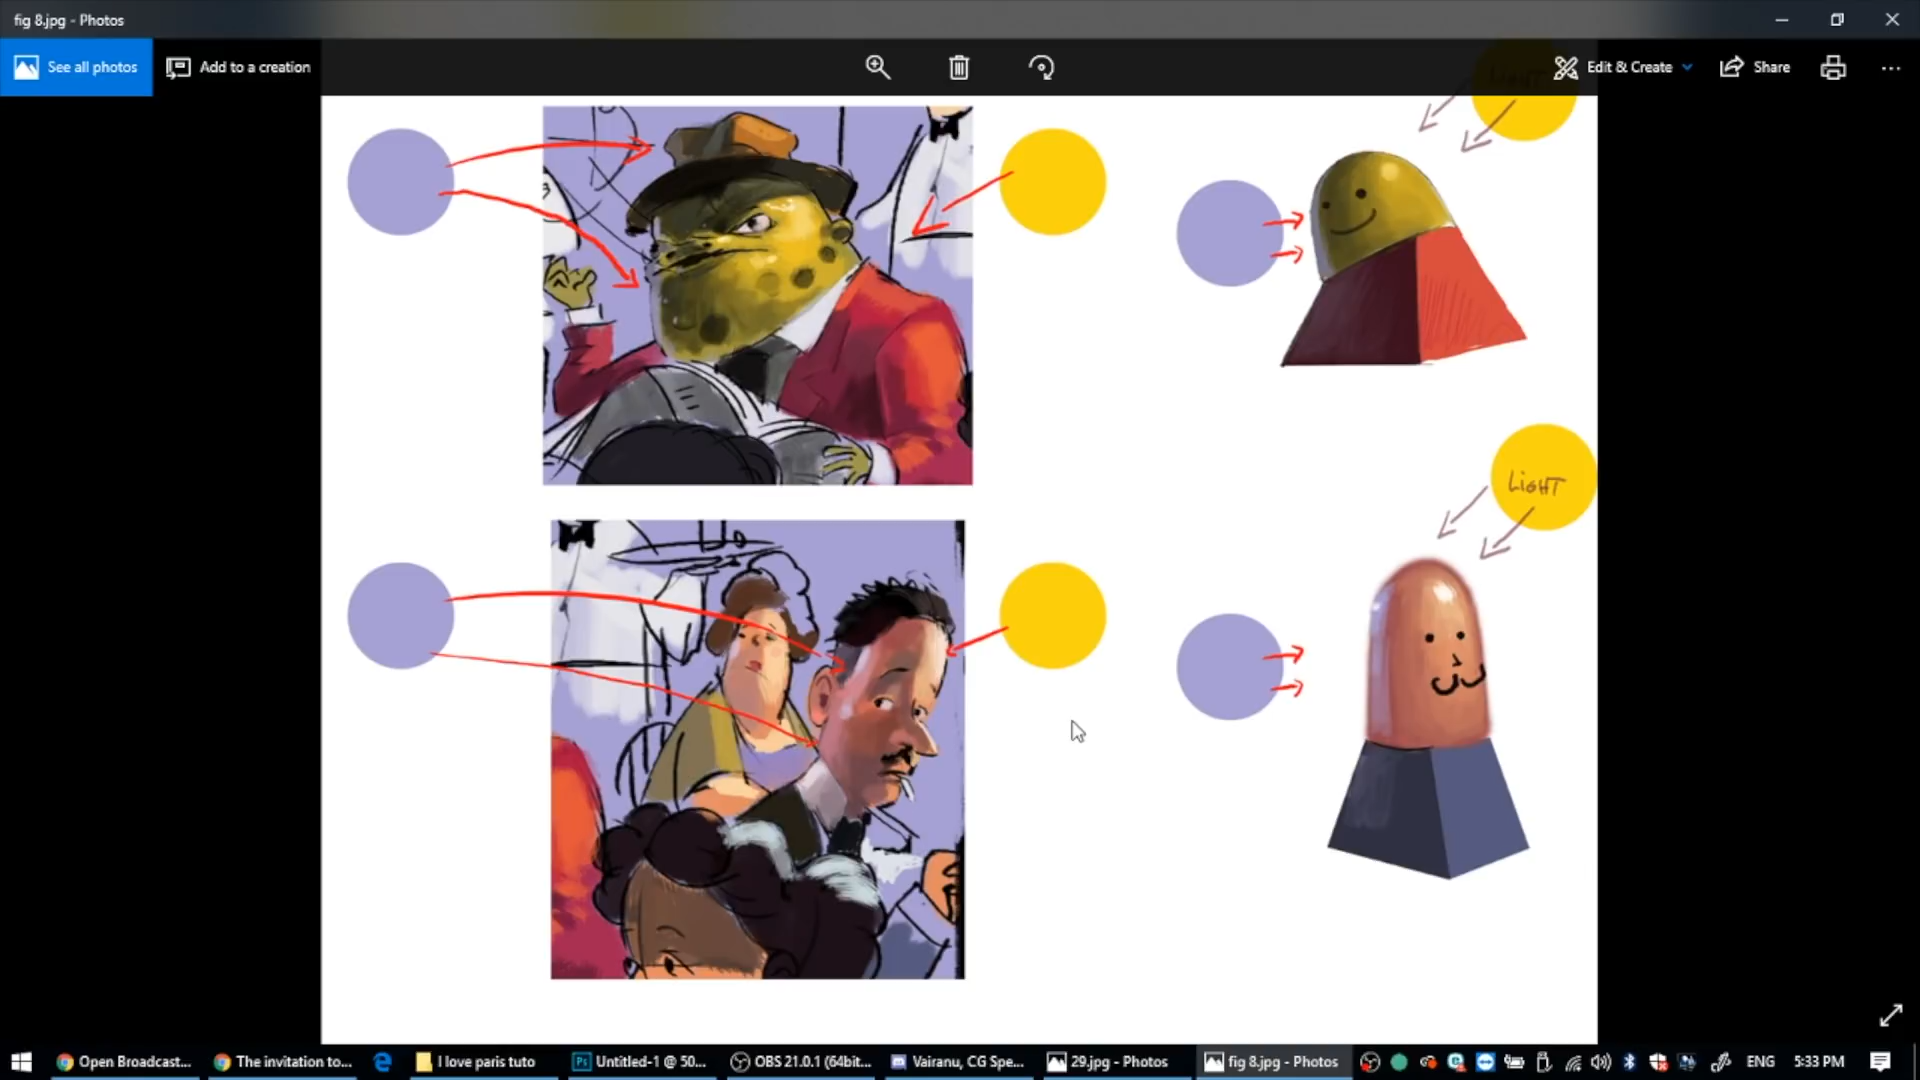 fig 8.jpg - Photos
See all photos
Add to a creation
Edit & Create
Share
LIGHT
LIGHT
Open Broadcast...
The invitation to...
I love paris tuto
Untitled-1 @ 50...
OBS 21.0.1 (64bit...
Vairanu, CG Spe...
29.jpg - Photos
fig 8.jpg - Photos
ENG
5:33 PM